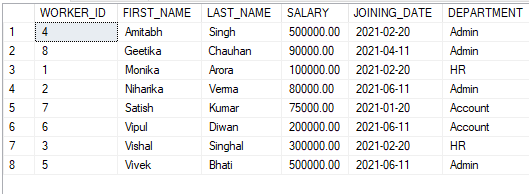 WORKER_ID FIRST_NAME LAST_NAME SALARY JOINING_DATE DEPARTMENT
1 4 Amitabh Singh 500000.00 2021-02-20 Admin
2 8 Geetika Chauhan 90000.00 2021-04-11 Admin
3 1 Monika Arora 100000.00 2021-02-20 HR
4 2 Niharika Verma 80000.00 2021-06-11 Admin
5 7 Satish Kumar 75000.00 2021-01-20 Account
6 6 Vipul Diwan 200000.00 2021-06-11 Account
7 3 Vishal Singhal 300000.00 2021-02-20 HR
8 5 Vivek Bhati 500000.00 2021-06-11 Admin